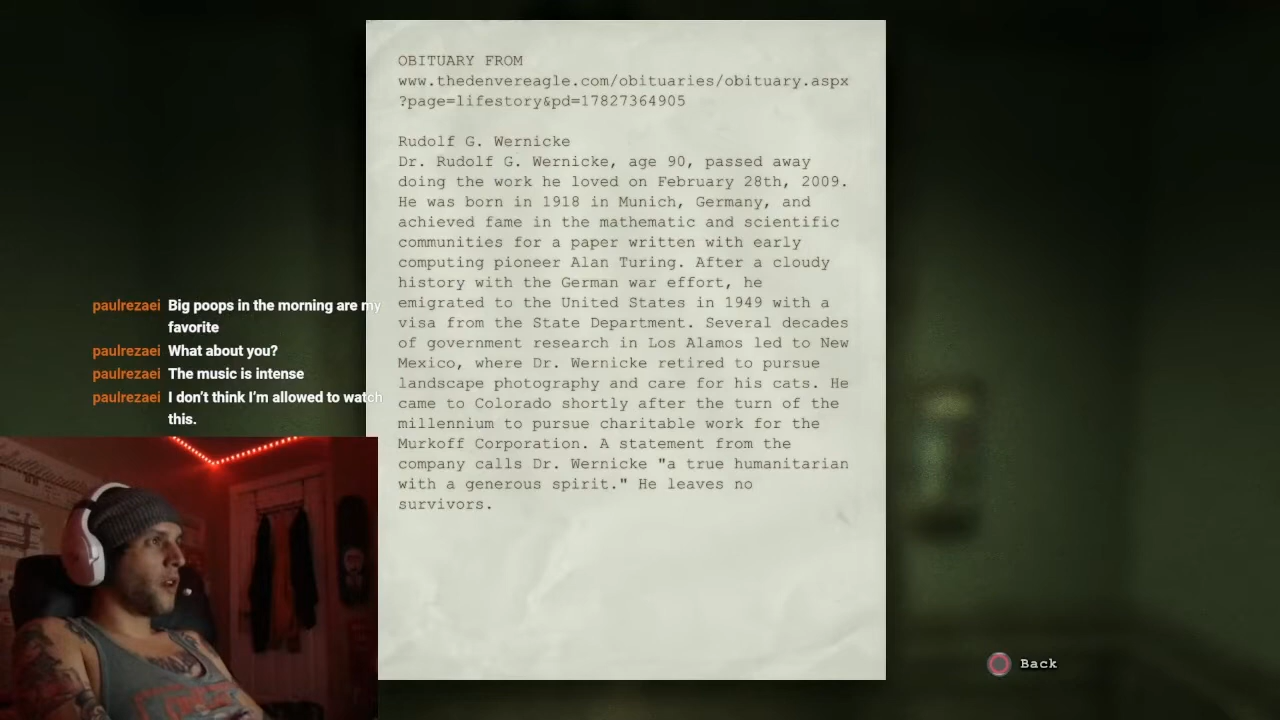 OBITUARY FROM
www.thedenvereagle.com/obituaries/obituary.aspx
?page=lifestory&pd=17827364905
Rudolf G. Wernicke
Dr. Rudolf G. Wernicke, age 90, passed away
doing the work he loved on February 28th, 2009.
He was born in 1918 in Munich, Germany, and
achieved fame in the mathematic and scientific
communities for a paper written with early
computing pioneer Alan Turing. After a cloudy
history with the German war effort, he
emigrated to the United States in 1949 with a
visa from the State Department. Several decades
of government research in Los Alamos led to New
Mexico, where Dr. Wernicke retired to pursue
landscape photography and care for his cats. He
came to Colorado shortly after the turn of the
millennium to pursue charitable work for the
Murkoff Corporation. A statement from the
company calls Dr. Wernicke "a true humanitarian
with a generous spirit." He leaves no
survivors.
paulrezaei Big poops in the morning are my
favorite
paulrezaei What about you?
paulrezaei The music is intense
paulrezaei I don't think I'm allowed to watch
this.
Back